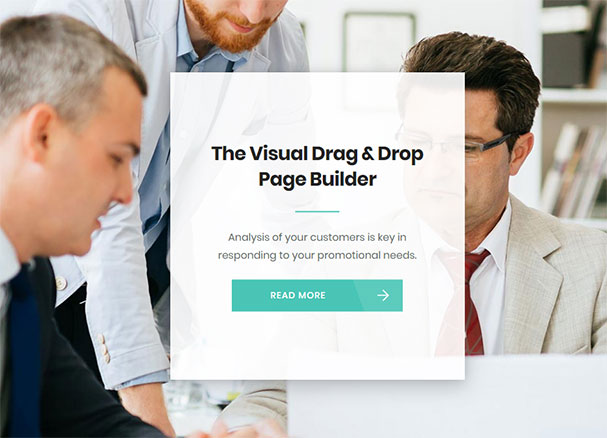 The Visual Drag & Drop
Page Builder
Analysis of your customers is key in
responding to your promotional needs.
READ MORE